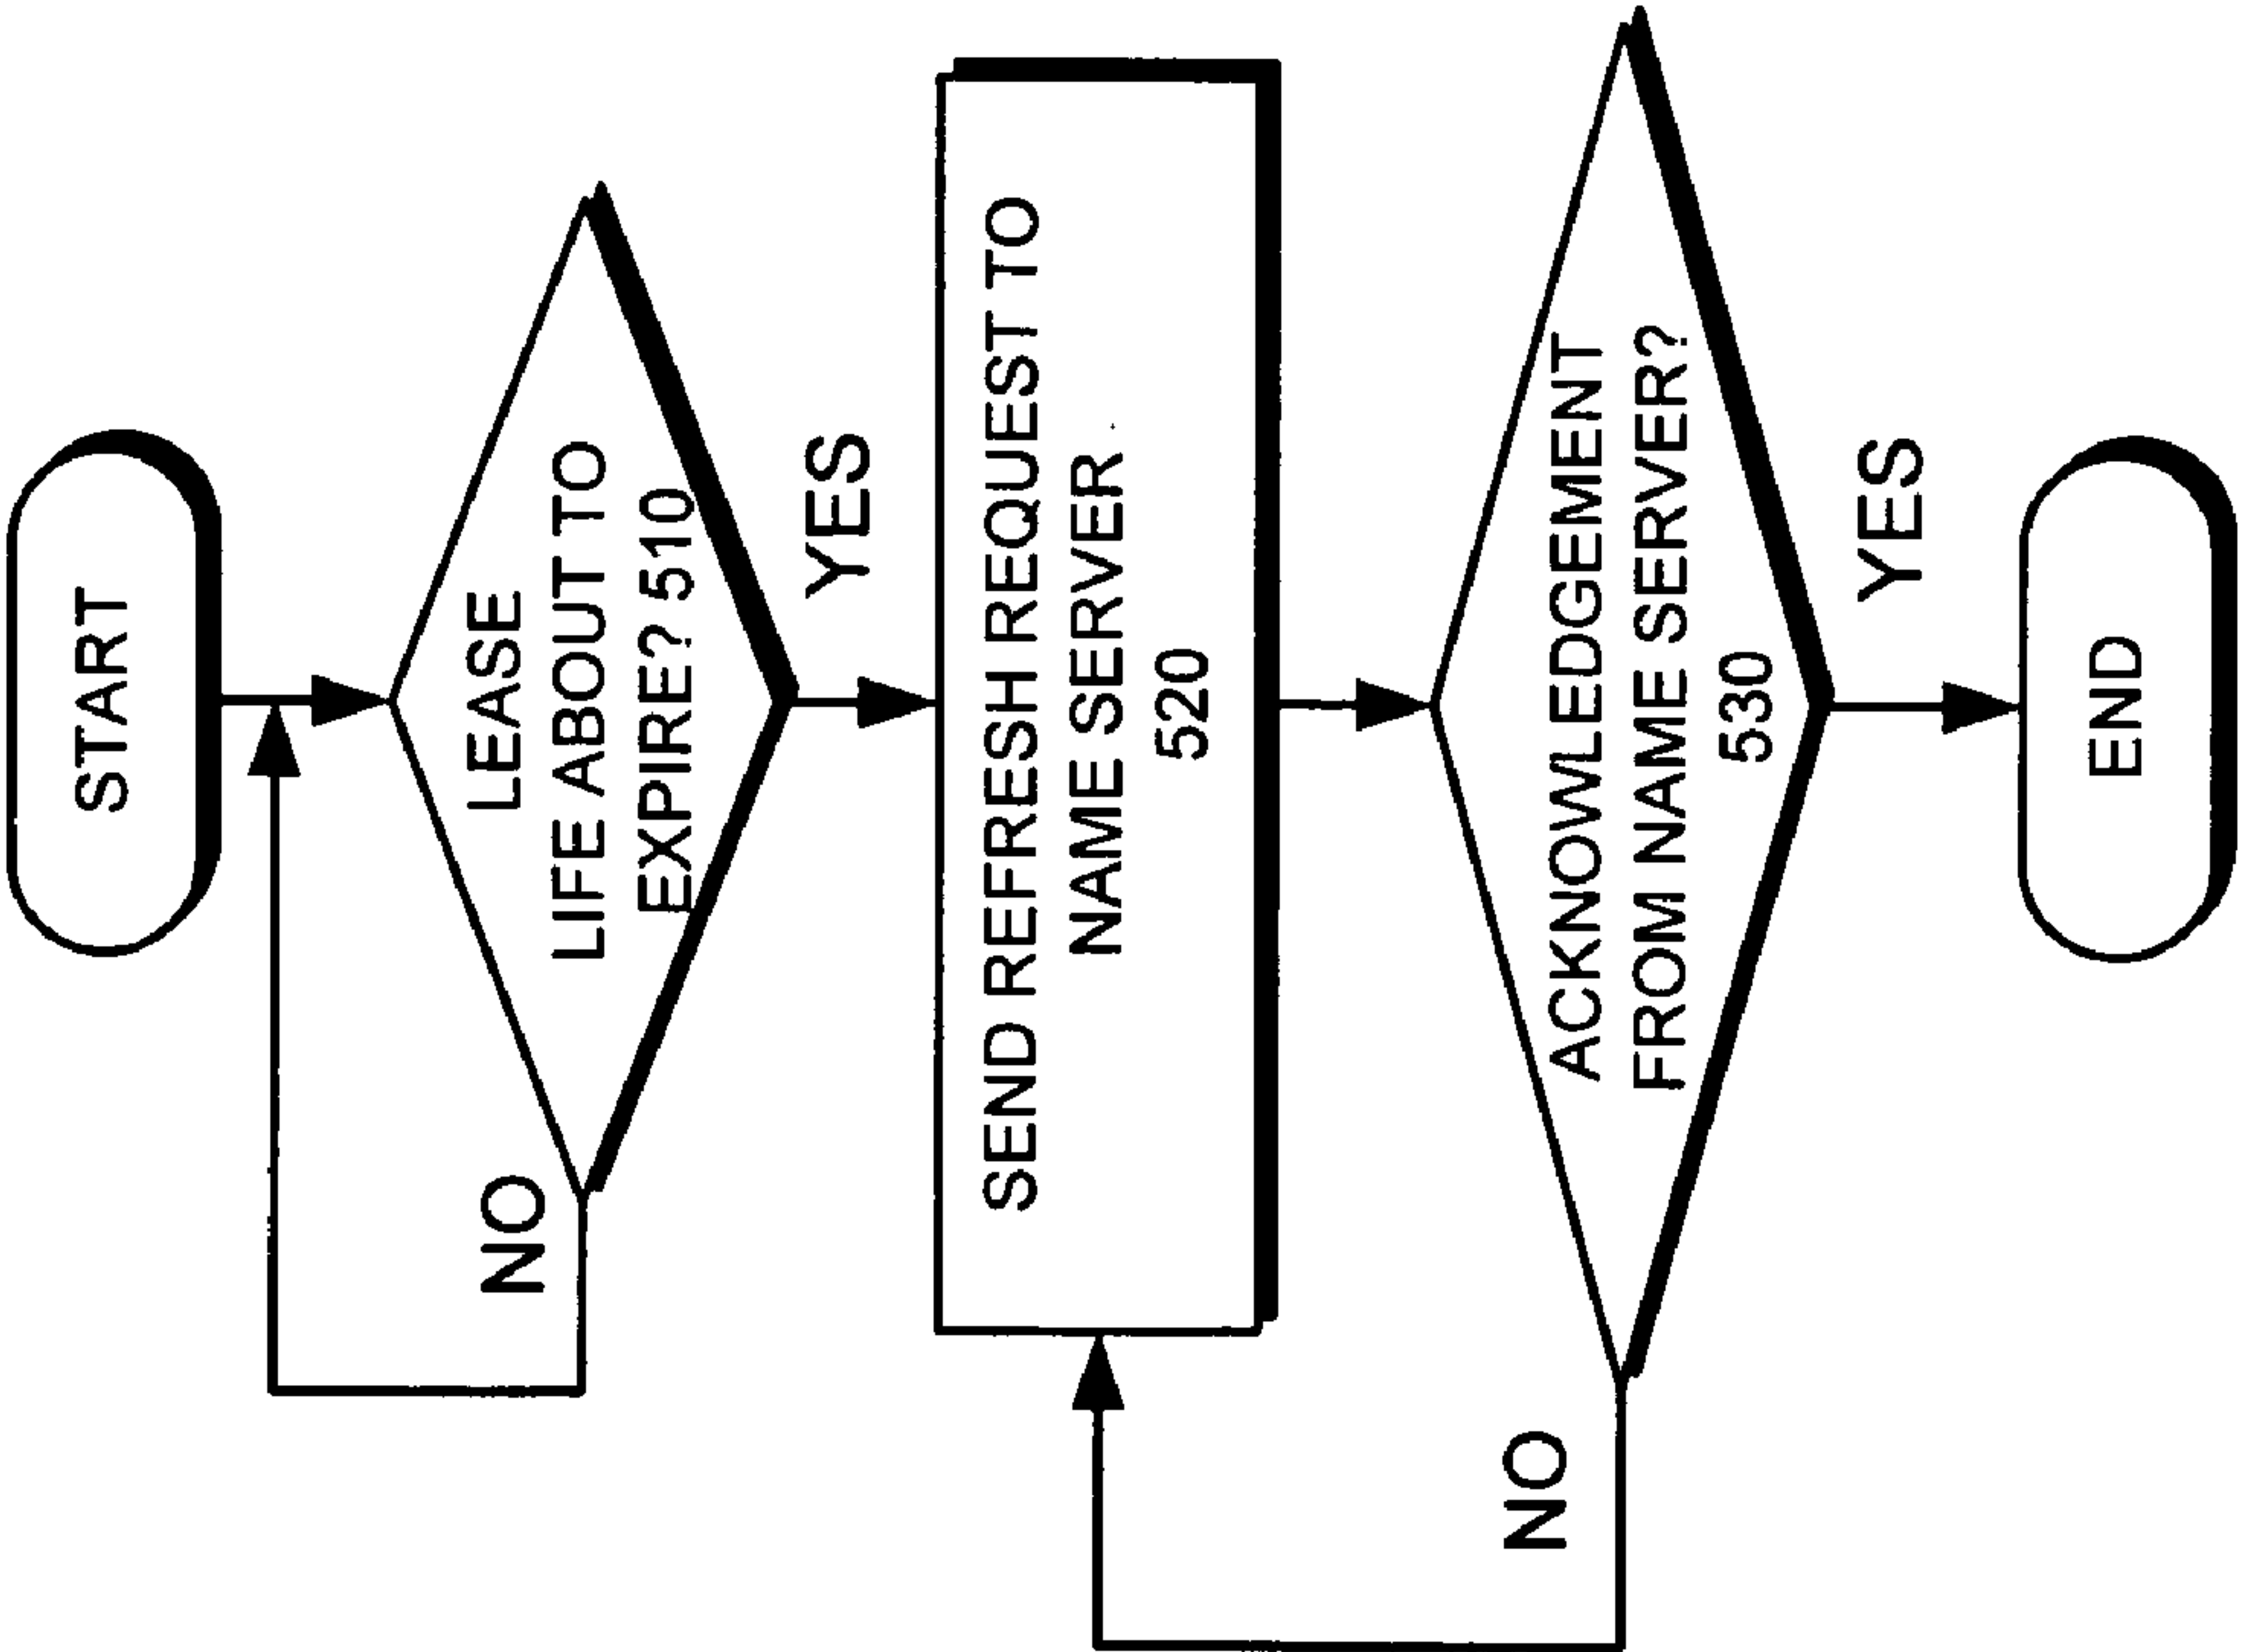 START
LEASE
LIFE ABOUT TO
EXPIRE? 510
NO
YES
SEND REFRESH REQUEST TO
NAME SERVER
520
ACKNOWLEDGEMENT
FROM NAME SERVER?
530
NO
YES
END